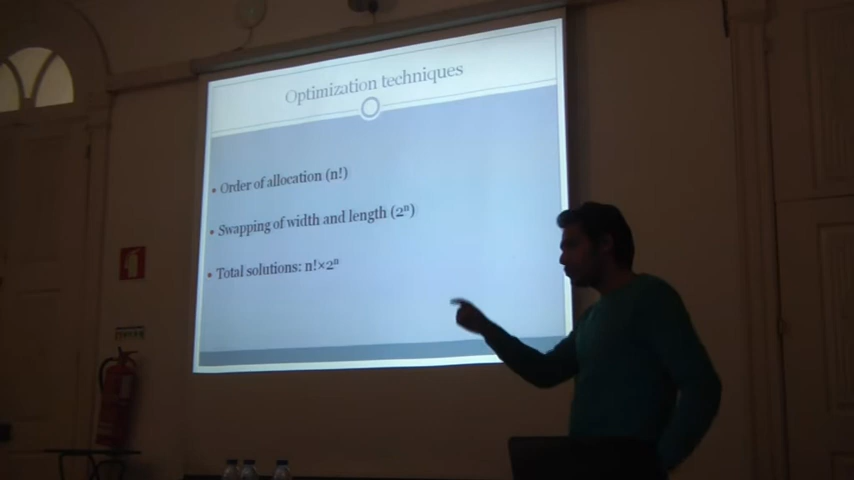 Optimization techniques
• Order of allocation (n!)
• Swapping of width and length (2ⁿ)
• Total solutions: n!×2ⁿ